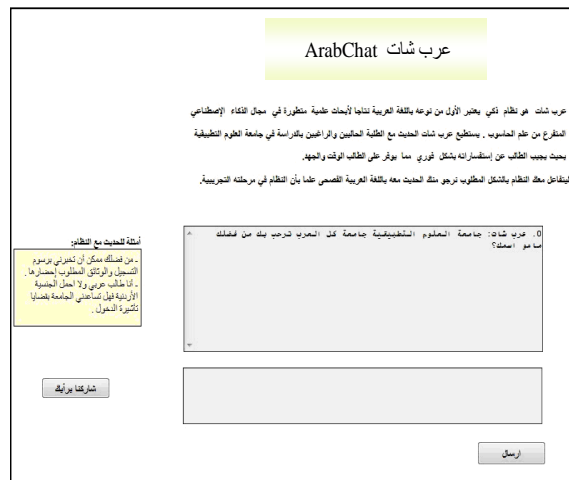 عرب شات ArabChat
عرب شات هو نظام ذكي يعتبر الأول من نوعه باللغة العربية نتاجا لأبحاث علمية متطورة في مجال الذكاء الإصطناعي
المتفرع من علم الحاسوب . يستطيع عرب شات الحديث مع الطلبة الحاليين والراغبين بالدراسة في جامعة العلوم التطبيقية
بحيث يجيب الطالب عن إستفساراته بشكل فوري مما يوفر على الطالب الوقت والجهد.
ليتفاعل معك النظام بالشكل المطلوب نرجو منك الحديث معه باللغة العربية الفصحى علما بأن النظام في مرحلته التجريبية.
0. عرب شات: جامعة العلوم التطبيقية جامعة كل العرب ترحب بك من فضلك
ما هو اسمك؟
أمثلة للحديث مع النظام:
- من فضلك ممكن أن تخبرني برسوم
التسجيل والوثائق المطلوب إحضارها .
- أنا طالب عربي ولا احمل الجنسية
الأردنية فهل تساعدني الجامعة بقضايا
تأشيرة الدخول .
شاركنا برأيك
ارسال